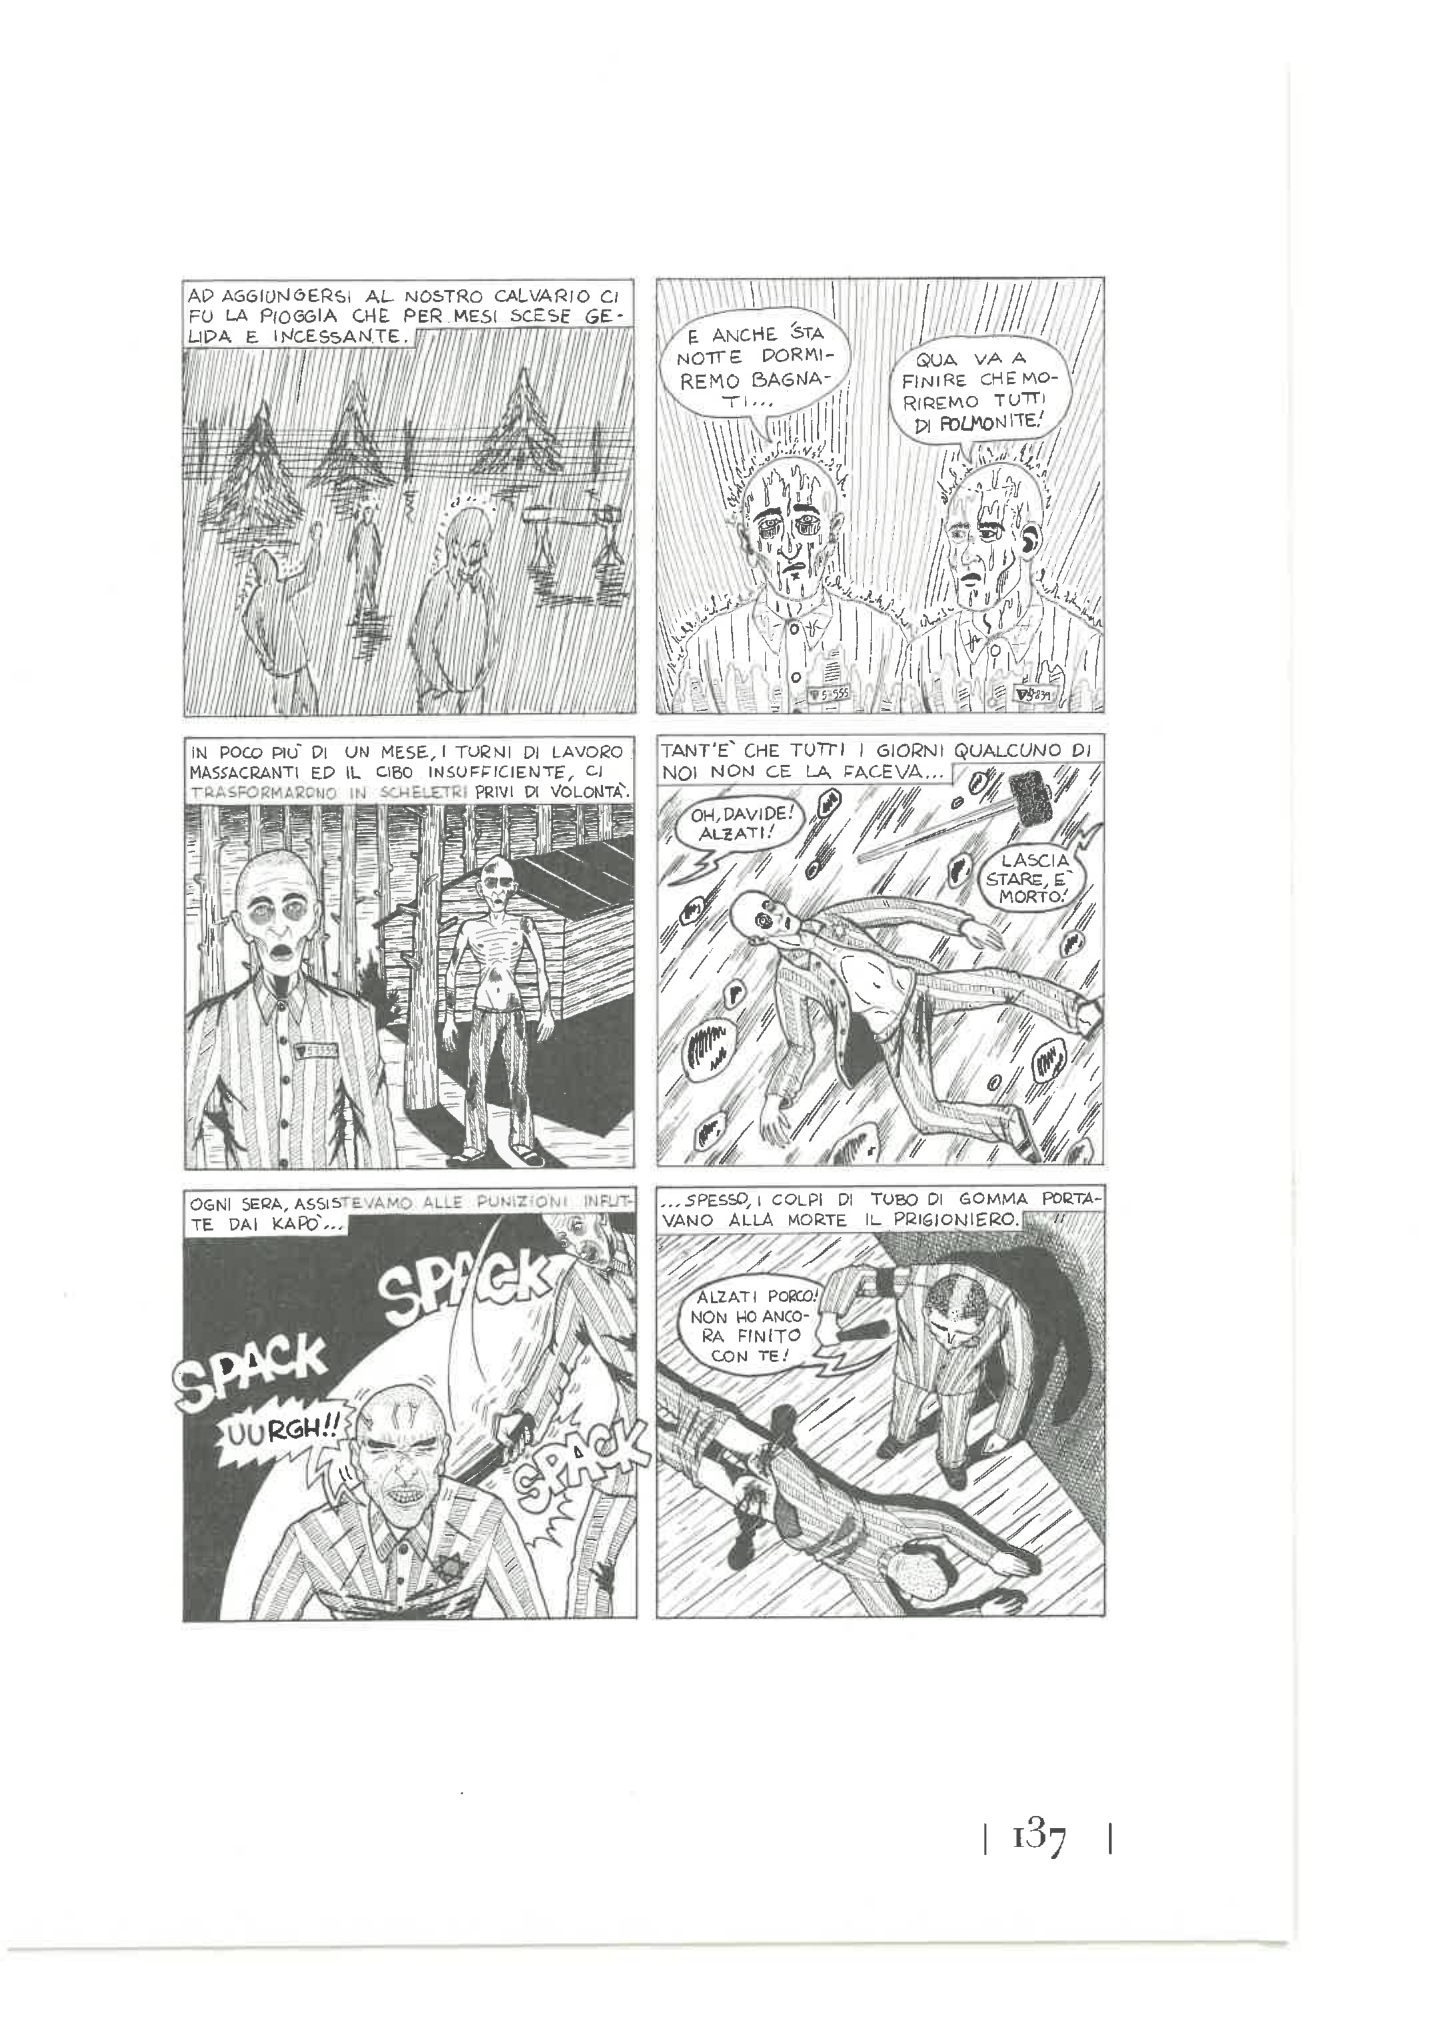 AD AGGIUNGERSI AL NOSTRO CALVARIO CI
FU LA PIOGGIA CHE PER MESI SCESE GE-
LIDA E INCESSANTE.
E ANCHE 'STA
NOTTE DORMI-
REMO BAGNA-
TI...
QUA VA A
FINIRE CHE MO-
RIREMO TUTTI
DI POLMONITE!
5-555
IN POCO PIÙ DI UN MESE, I TURNI DI LAVORO
MASSACRANTI ED IL CIBO INSUFFICIENTE, CI
TRASFORMARONO IN SCHELETRI PRIVI DI VOLONTÀ.
TANT'È CHE TUTTI I GIORNI QUALCUNO DI
NOI NON CE LA FACEVA...
OH, DAVIDE!
ALZATI!
LASCIA
STARE, È
MORTO!
OGNI SERA, ASSISTEVAMO ALLE PUNIZIONI INFLIT-
TE DAI KAPÒ...
SPACK
SPACK
UURGH!!
SPACK
...SPESSO, I COLPI DI TUBO DI GOMMA PORTA-
VANO ALLA MORTE IL PRIGIONIERO.
ALZATI PORCO!
NON HO ANCO-
RA FINITO
CON TE!
| 137 |